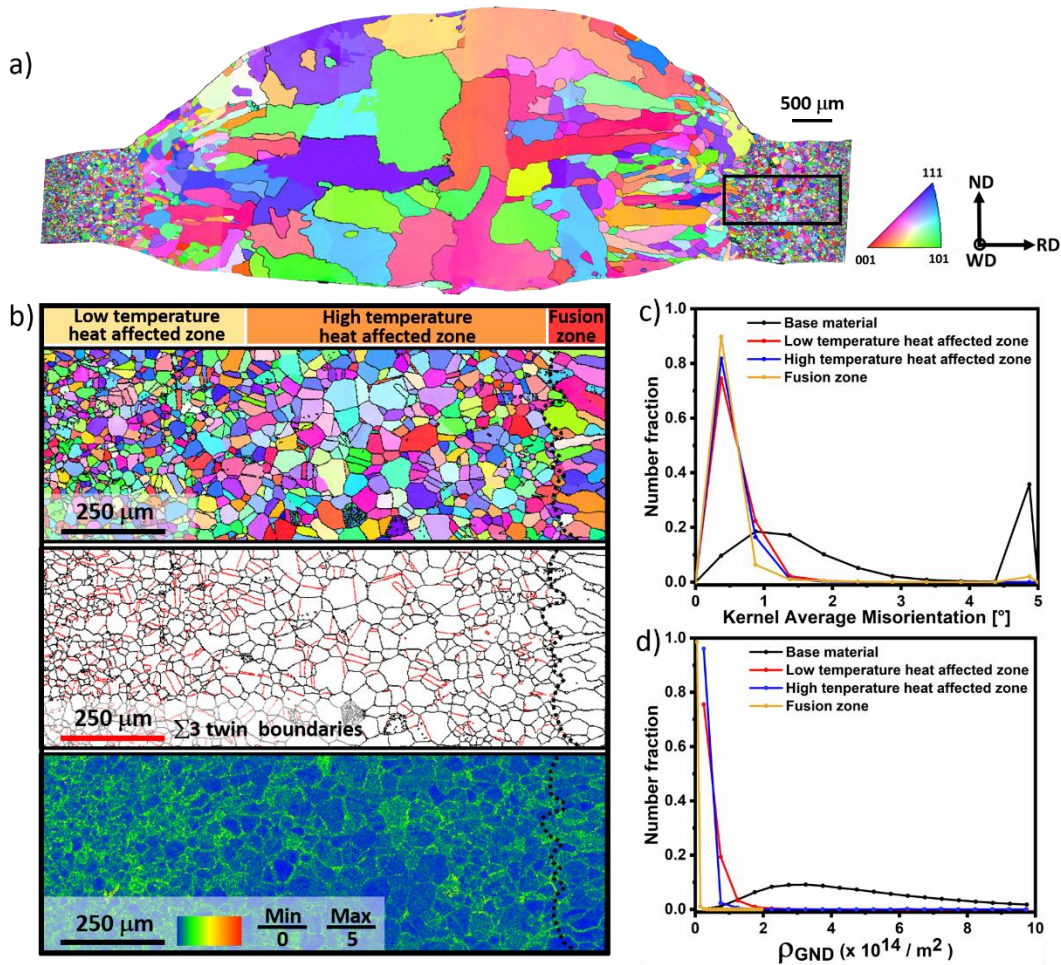 a)
500 μm
111
001
101
ND
RD
WD
b)
Low temperature
heat affected zone
High temperature
heat affected zone
Fusion
zone
250 μm
250 μm
∑3 twin boundaries
250 μm
Min
0
Max
5
c)
1.0
0.8
0.6
0.4
0.2
0.0
Number fraction
Base material
Low temperature heat affected zone
High temperature heat affected zone
Fusion zone
0 1 2 3 4 5
Kernel Average Misorientation [°]
d)
1.0
0.8
0.6
0.4
0.2
0.0
Number fraction
Base material
Low temperature heat affected zone
High tenperature heat affected zone
Fusion zone
0 2 4 6 8 10
ρGND (x 10¹⁴ / m²)